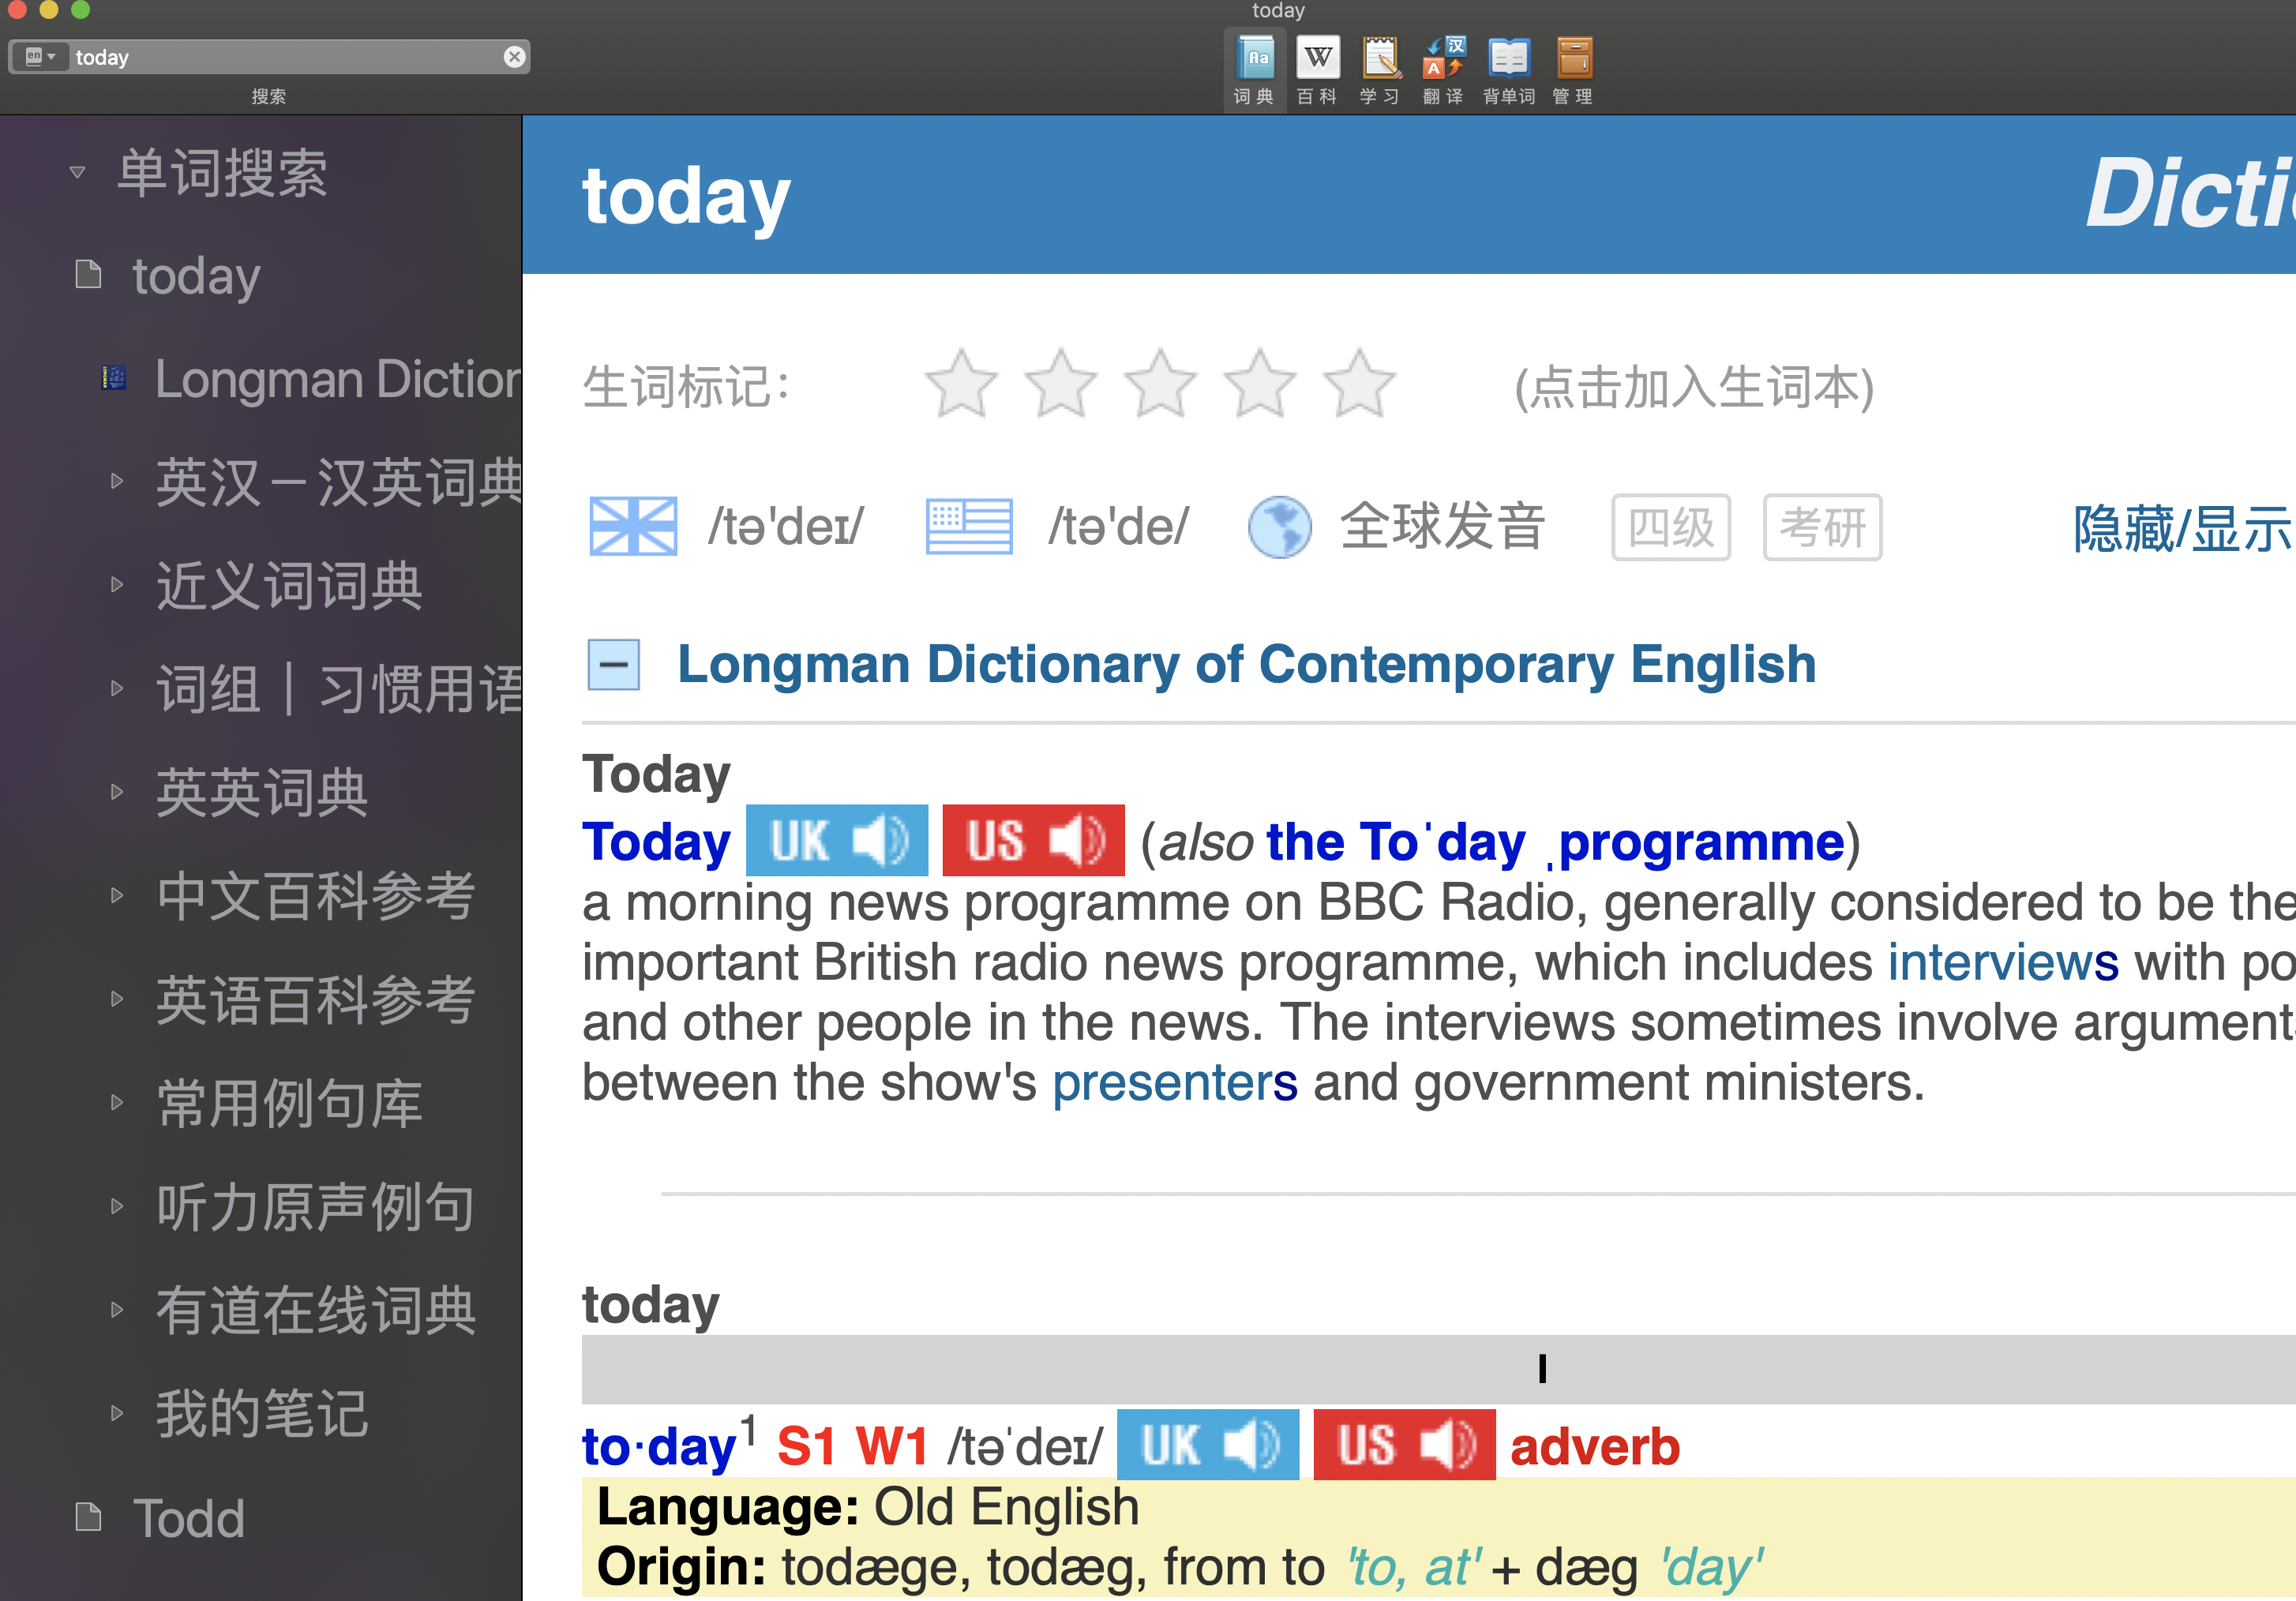 today
en today
搜索
词典 百科 学习 翻译 背单词 管理
单词搜索
today
Longman Diction
英汉－汉英词典
近义词词典
词组｜习惯用语
英英词典
中文百科参考
英语百科参考
常用例句库
听力原声例句
有道在线词典
我的笔记
Todd
today Dicti
生词标记： (点击加入生词本)
/tə'deɪ/ /tə'de/ 全球发音 四级 考研 隐藏/显示
Longman Dictionary of Contemporary English
Today
Today UK US (also the Toˈday ˌprogramme)
a morning news programme on BBC Radio, generally considered to be the
important British radio news programme, which includes interviews with po
and other people in the news. The interviews sometimes involve arguments
between the show's presenters and government ministers.
today
I
to·day1 S1 W1 /təˈdeɪ/ UK US adverb
Language: Old English
Origin: todæge, todæg, from to 'to, at' + dæg 'day'